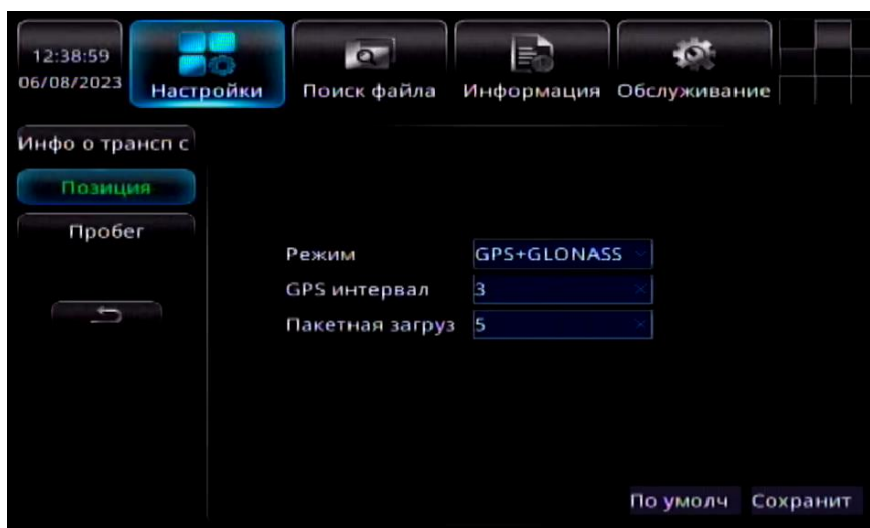 12:38:59
06/08/2023
Настройки
Поиск файла
Информация
Обслуживание
Инфо о трансп с
Позиция
Пробег
Режим
GPS+GLONASS
GPS интервал
3
Пакетная загруз
5
По умолч
Сохранит